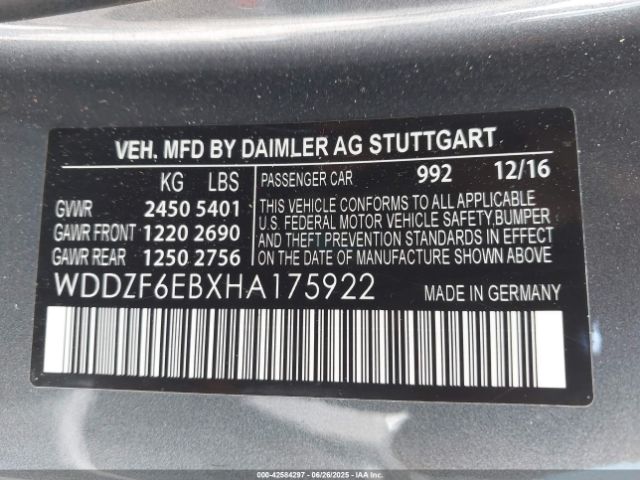 VEH. MFD BY DAIMLER AG STUTTGART
KG LBS
GVWR 2450 5401
GAWR FRONT 1220 2690
GAWR REAR 1250 2756
PASSENGER CAR 992 12/16
THIS VEHICLE CONFORMS TO ALL APPLICABLE
U.S. FEDERAL MOTOR VEHICLE SAFETY,BUMPER
AND THEFT PREVENTION STANDARDS IN EFFECT
ON THE DATE OF MANUFACTURE SHOWN ABOVE
WDDZF6EBXHA175922
MADE IN GERMANY
000-42584297 - 06/26/2025 - IAAI.COM